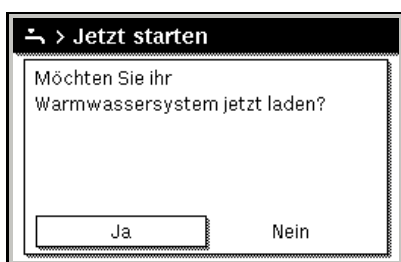 > Jetzt starten
Möchten Sie ihr
Warmwassersystem jetzt laden?
Ja Nein